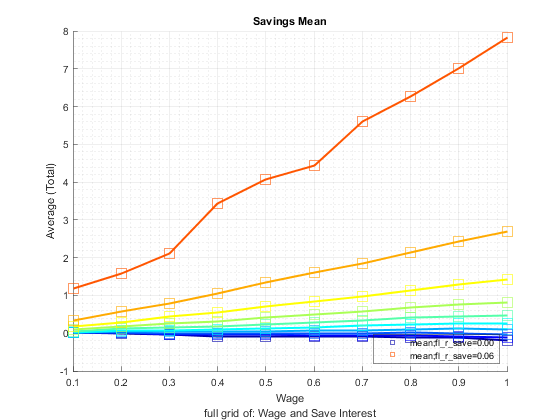 Savings Mean
Average (Total)
8
7
6
5
4
3
2
1
0
-1
0.1 0.2 0.3 0.4 0.5 0.6 0.7 0.8 0.9 1
mean;fl_r_save=0.00
mean;fl_r_save=0.06
Wage
full grid of: Wage and Save Interest